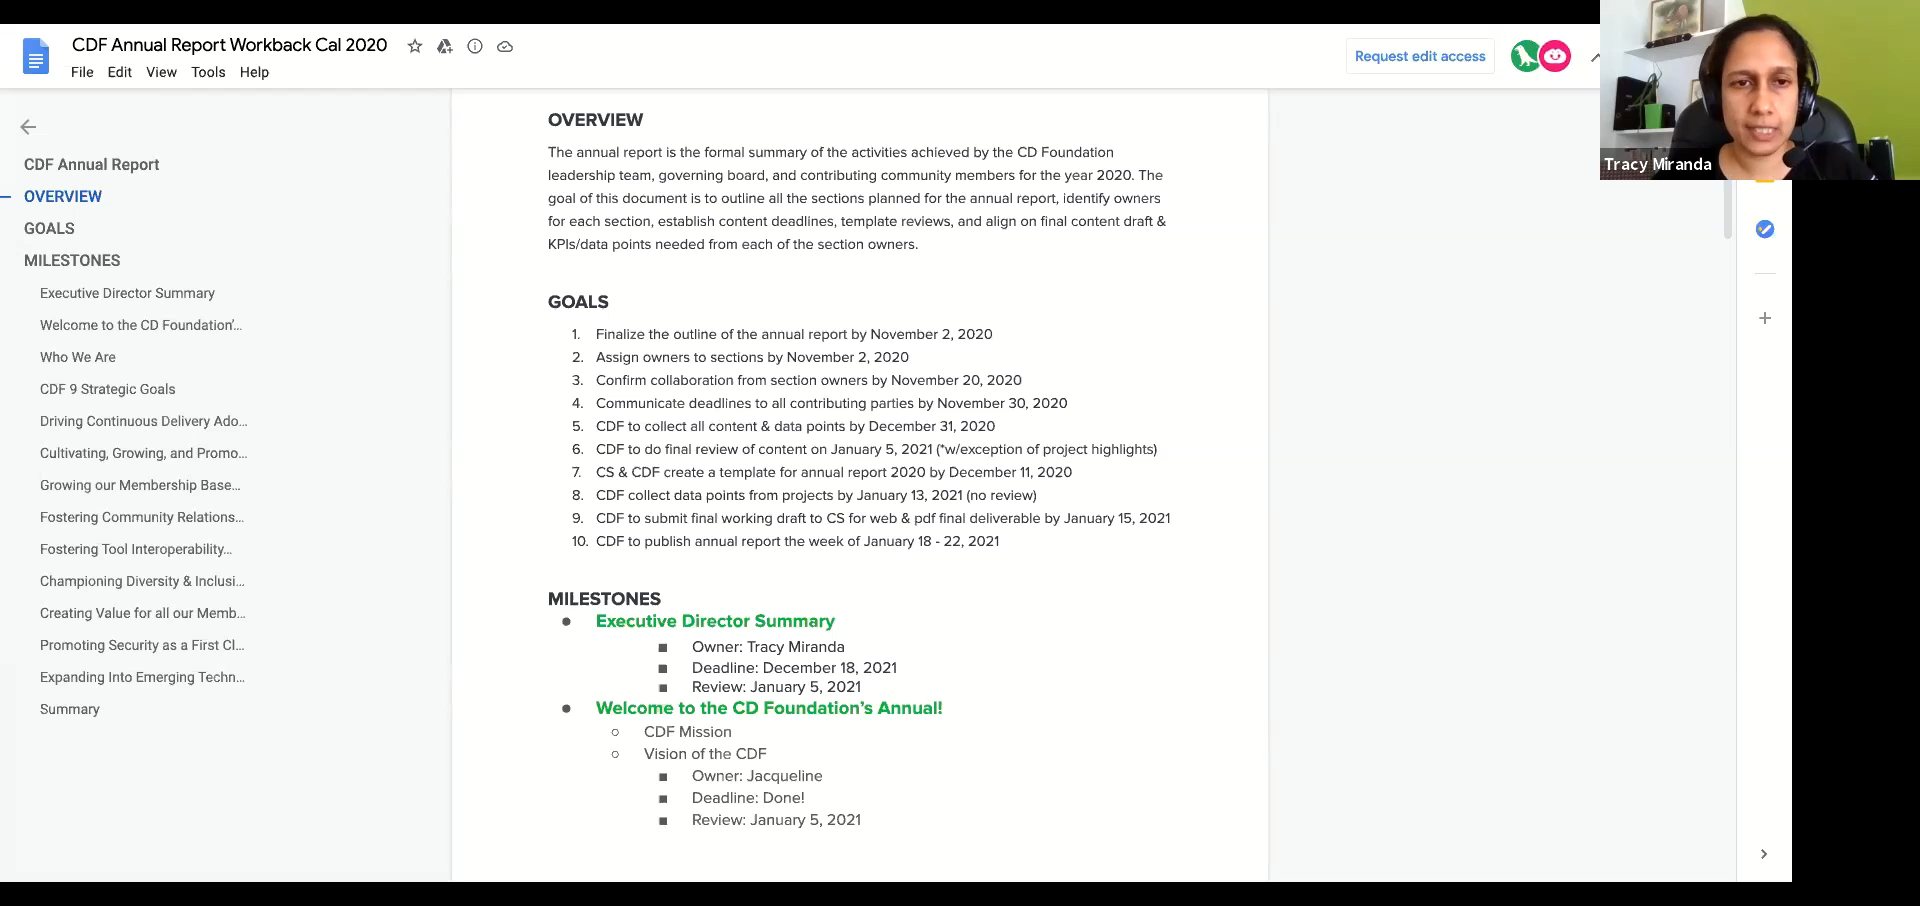 CDF Annual Report Workback Cal 2020
File Edit View Tools Help
Request edit access
Tracy Miranda
CDF Annual Report
OVERVIEW
GOALS
MILESTONES
Executive Director Summary
Welcome to the CD Foundation'...
Who We Are
CDF 9 Strategic Goals
Driving Continuous Delivery Ado...
Cultivating, Growing, and Promo...
Growing our Membership Base...
Fostering Community Relations...
Fostering Tool Interoperability...
Championing Diversity & Inclusi...
Creating Value for all our Memb...
Promoting Security as a First Cl...
Expanding Into Emerging Techn...
Summary
OVERVIEW
The annual report is the formal summary of the activities achieved by the CD Foundation
leadership team, governing board, and contributing community members for the year 2020. The
goal of this document is to outline all the sections planned for the annual report, identify owners
for each section, establish content deadlines, template reviews, and align on final content draft &
KPIs/data points needed from each of the section owners.
GOALS
1. Finalize the outline of the annual report by November 2, 2020
2. Assign owners to sections by November 2, 2020
3. Confirm collaboration from section owners by November 20, 2020
4. Communicate deadlines to all contributing parties by November 30, 2020
5. CDF to collect all content & data points by December 31, 2020
6. CDF to do final review of content on January 5, 2021 (*w/exception of project highlights)
7. CS & CDF create a template for annual report 2020 by December 11, 2020
8. CDF collect data points from projects by January 13, 2021 (no review)
9. CDF to submit final working draft to CS for web & pdf final deliverable by January 15, 2021
10. CDF to publish annual report the week of January 18 - 22, 2021
MILESTONES
● Executive Director Summary
■ Owner: Tracy Miranda
■ Deadline: December 18, 2021
■ Review: January 5, 2021
● Welcome to the CD Foundation's Annual!
○ CDF Mission
○ Vision of the CDF
■ Owner: Jacqueline
■ Deadline: Done!
■ Review: January 5, 2021